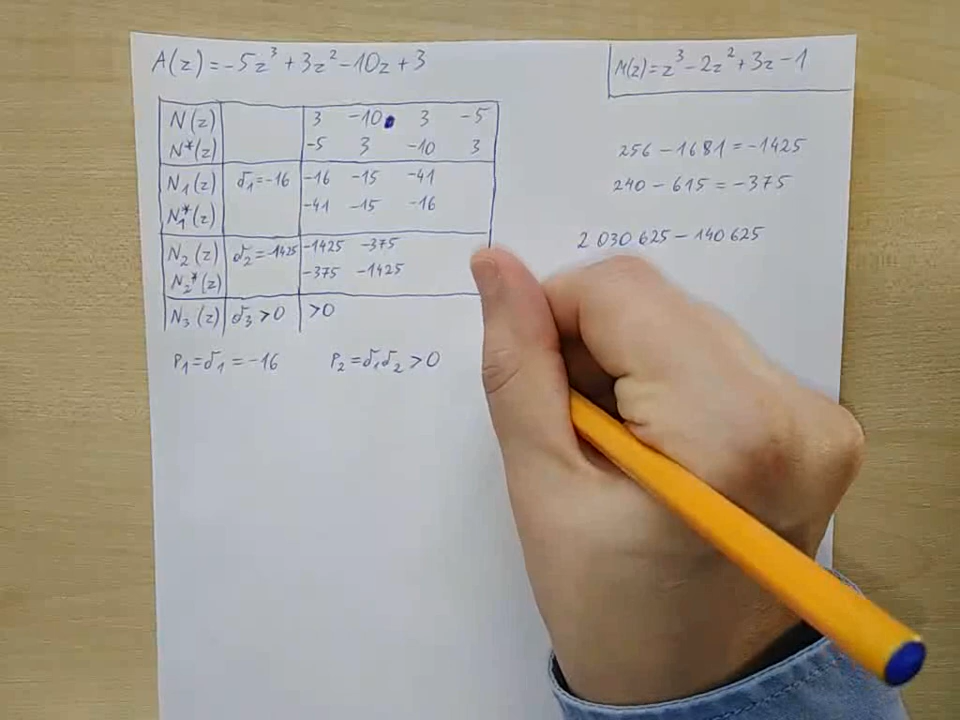 A(z)=-5z³+3z²-10z+3
M(z)=z³-2z²+3z-1
N(z) 3 -10 3 -5
N*(z) -5 3 -10 3
N₁(z) δ₁=-16 -16 -15 -41
N₁*(z) -41 -15 -16
N₂(z) δ₂=-1425 -1425 -375
N₂*(z) -375 -1425
N₃(z) δ₃>0 >0
P₁=δ₁=-16 P₂=δ₁δ₂>0
256-1681=-1425
240-615=-375
2 030 625-140 625